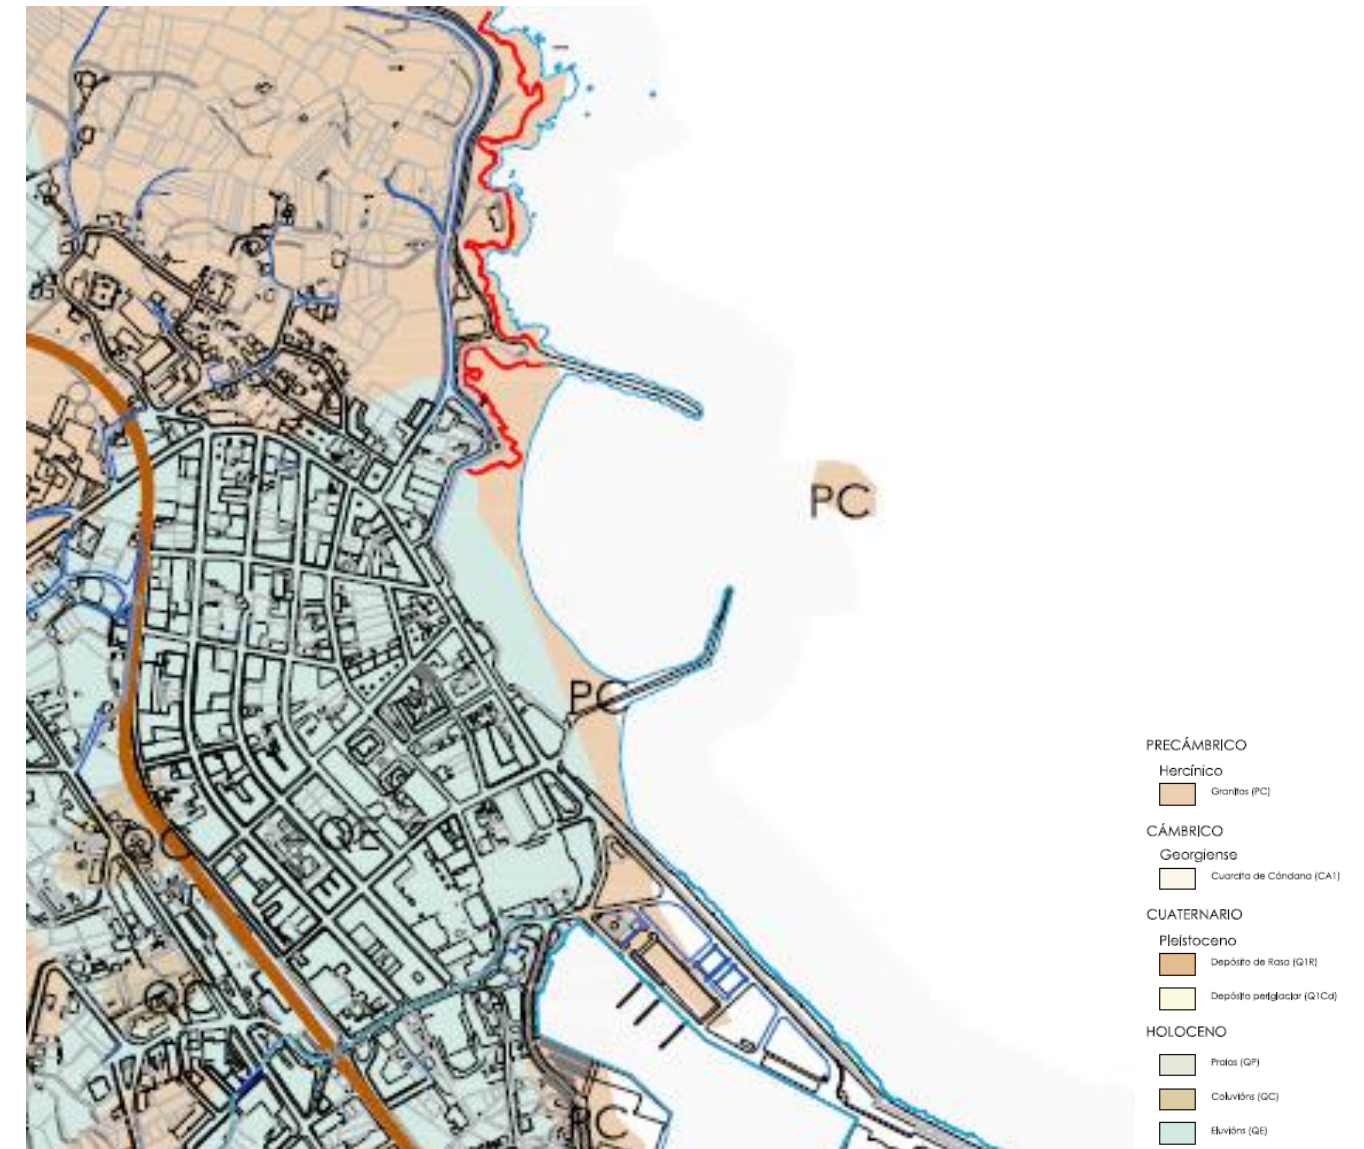 PC
PC
QE
QC
QC
PC
PRECÁMBRICO
Hercínico
Granitos (PC)
CÁMBRICO
Georgiense
Cuarcita de Cándana (CA1)
CUATERNARIO
Pleistoceno
Depósito de Rasa (Q1R)
Depósito periglaciar (Q1Cd)
HOLOCENO
Praias (QP)
Coluvións (QC)
Eluvións (QE)